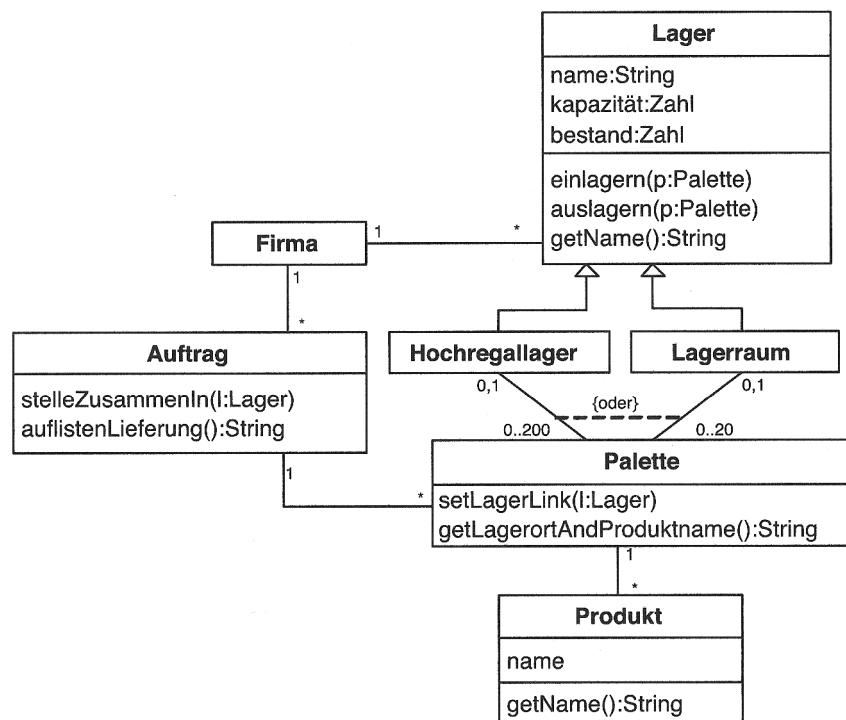 Lager
name:String
kapazität:Zahl
bestand:Zahl
einlagern(p:Palette)
auslagern(p:Palette)
getName():String
Firma
1
*
1
*
Auftrag
stelleZusammenIn(l:Lager)
auflistenLieferung():String
Hochregallager
Lagerraum
0,1
0,1
{oder}
0..200
0..20
1
*
Palette
setLagerLink(l:Lager)
getLagerortAndProduktname():String
1
*
Produkt
name
getName():String